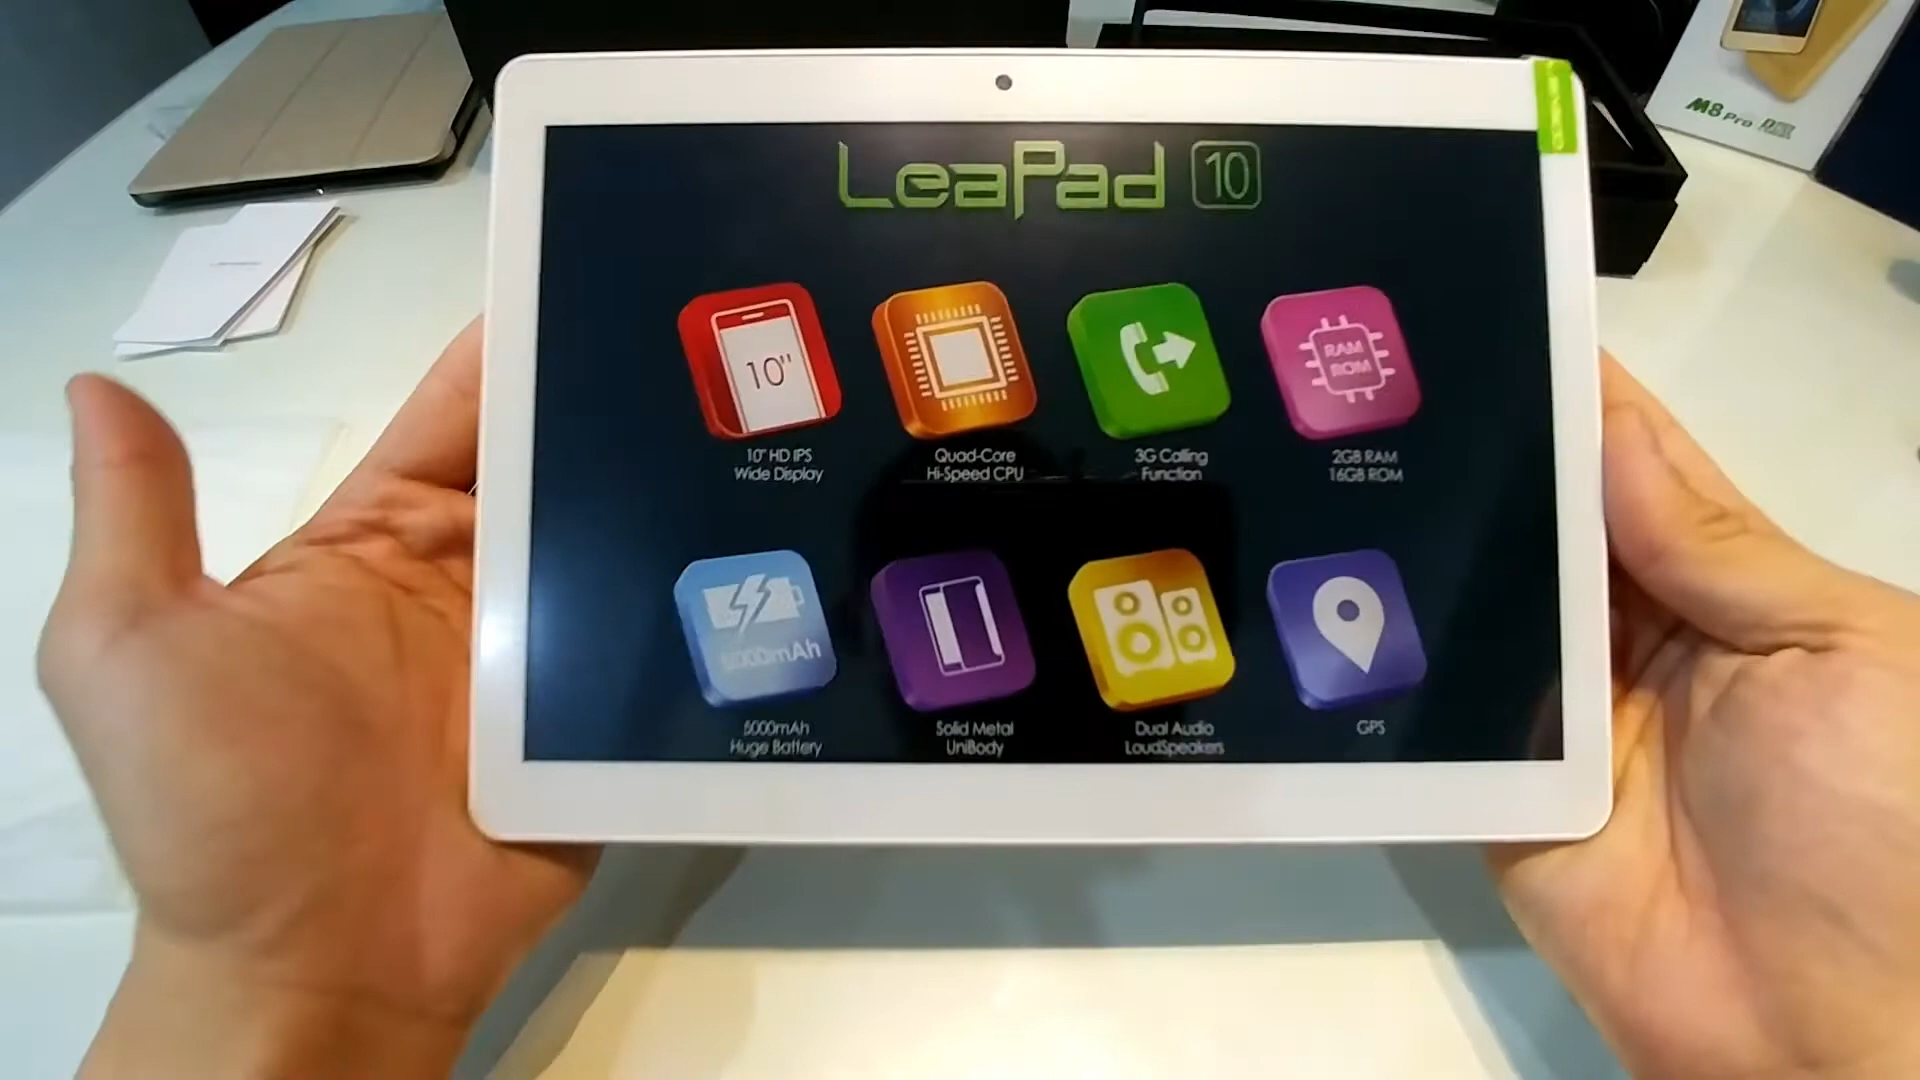 LeaPad 10
10"
RAM
ROM
10" HD IPS
Wide Display
Quad-Core
Hi-Speed CPU
3G Calling
Function
2GB RAM
16GB ROM
5000mAh
5000mAh
Huge Battery
Solid Metal
UniBody
Dual Audio
LoudSpeakers
GPS
M8 Pro